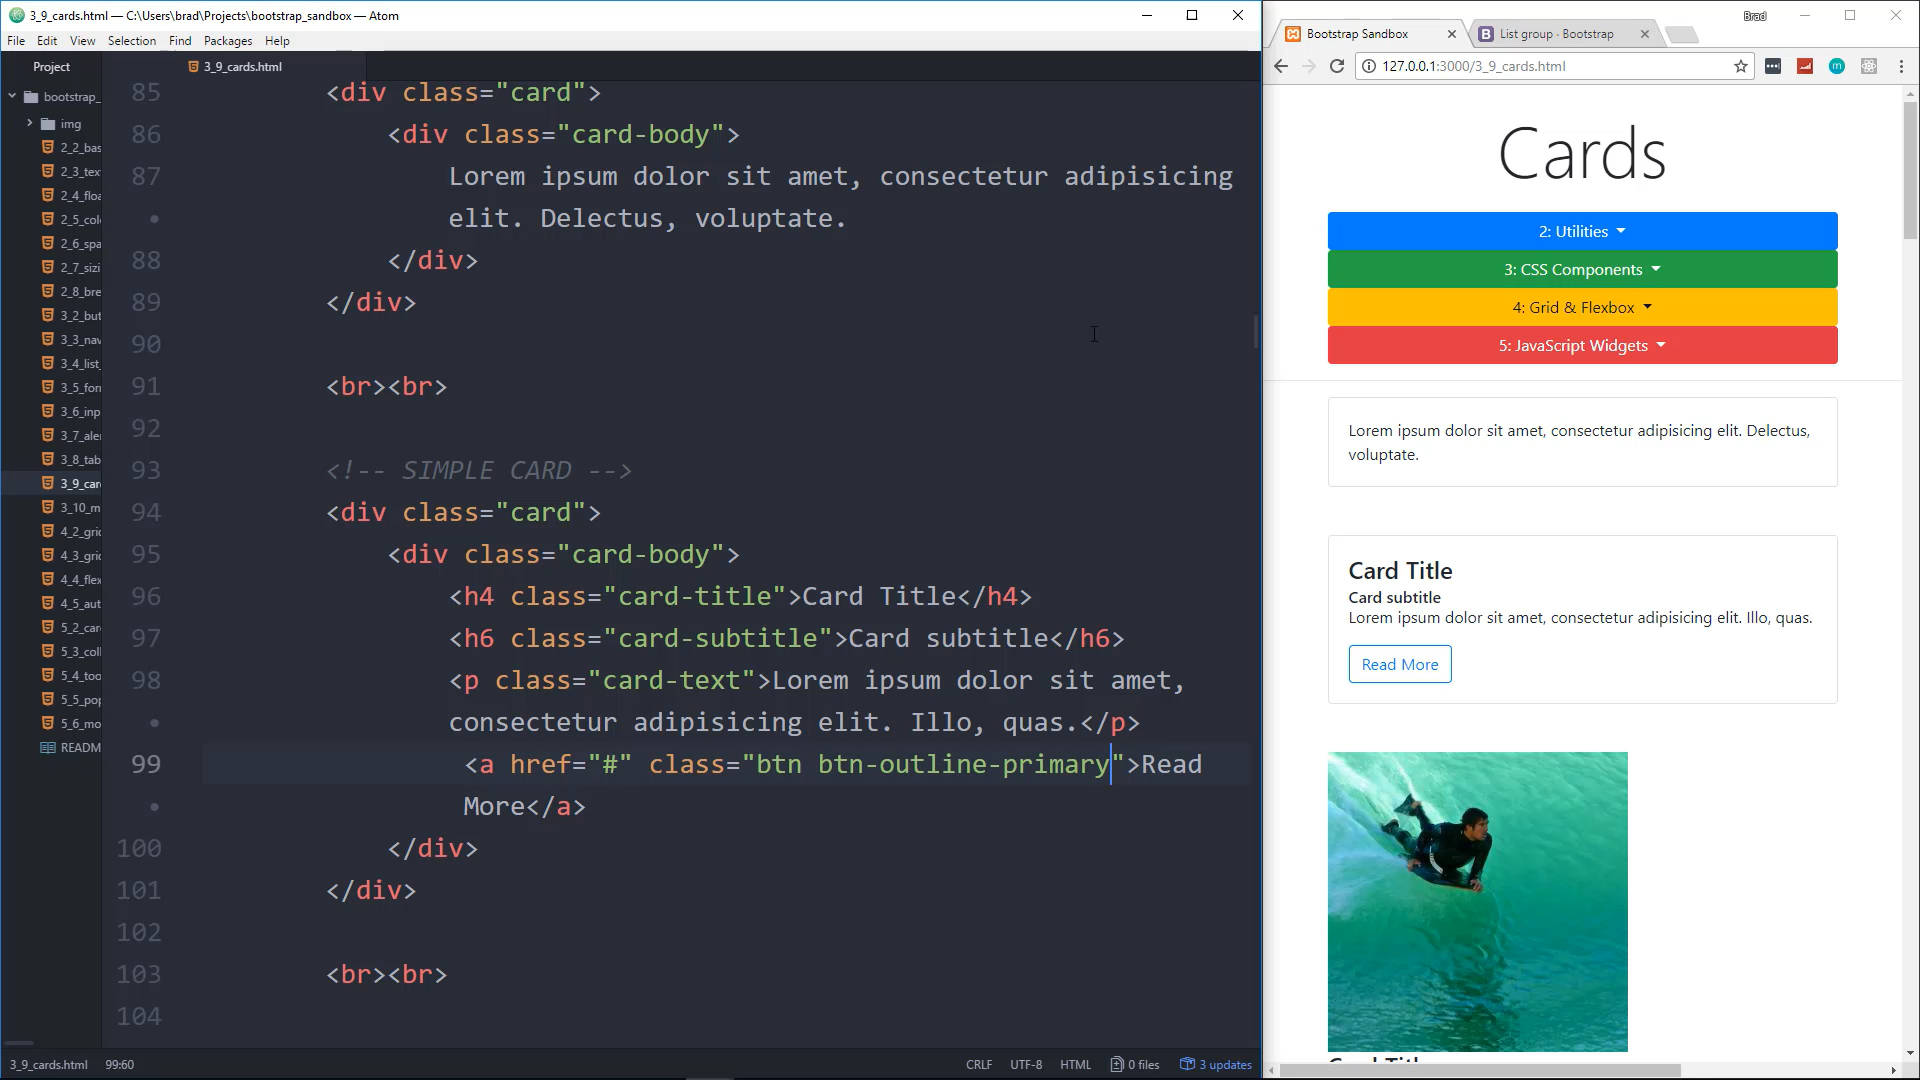 3_9_cards.html — C:\Users\brad\Projects\bootstrap_sandbox — Atom
File Edit View Selection Find Packages Help
Project
bootstrap_
img
2_2_bas
2_3_tex
2_4_floa
2_5_colo
2_6_spa
2_7_sizi
2_8_bre
3_2_but
3_3_nav
3_4_list_
3_5_forn
3_6_inp
3_7_aler
3_8_tab
3_9_car
3_10_m
4_2_grid
4_3_grid
4_4_flex
4_5_aut
5_2_car
5_3_coll
5_4_too
5_5_pop
5_6_mo
README
3_9_cards.html
85 <div class="card">
86 <div class="card-body">
87 Lorem ipsum dolor sit amet, consectetur adipisicing
• elit. Delectus, voluptate.
88 </div>
89 </div>
90
91 <br><br>
92
93 <!-- SIMPLE CARD -->
94 <div class="card">
95 <div class="card-body">
96 <h4 class="card-title">Card Title</h4>
97 <h6 class="card-subtitle">Card subtitle</h6>
98 <p class="card-text">Lorem ipsum dolor sit amet,
• consectetur adipisicing elit. Illo, quas.</p>
99 <a href="#" class="btn btn-outline-primary">Read
• More</a>
100 </div>
101 </div>
102
103 <br><br>
104
3_9_cards.html 99:60 CRLF UTF-8 HTML 0 files 3 updates
Brad
Bootstrap Sandbox List group · Bootstrap
127.0.0.1:3000/3_9_cards.html
Cards
2: Utilities
3: CSS Components
4: Grid & Flexbox
5: JavaScript Widgets
Lorem ipsum dolor sit amet, consectetur adipisicing elit. Delectus,
voluptate.
Card Title
Card subtitle
Lorem ipsum dolor sit amet, consectetur adipisicing elit. Illo, quas.
Read More
Card Title